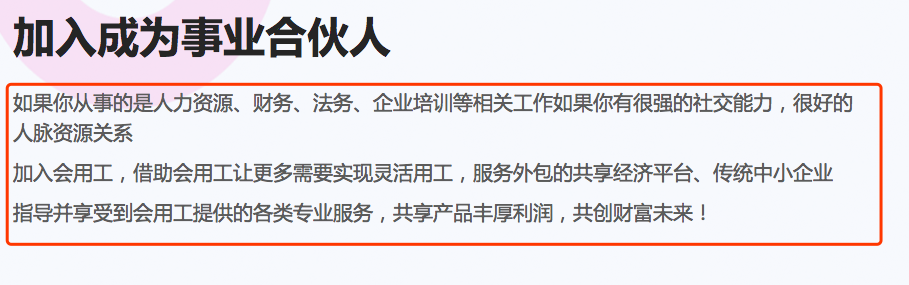 加入成为事业合伙人
如果你从事的是人力资源、财务、法务、企业培训等相关工作如果你有很强的社交能力，很好的
人脉资源关系
加入会用工，借助会用工让更多需要实现灵活用工，服务外包的共享经济平台、传统中小企业
指导并享受到会用工提供的各类专业服务，共享产品丰厚利润，共创财富未来！